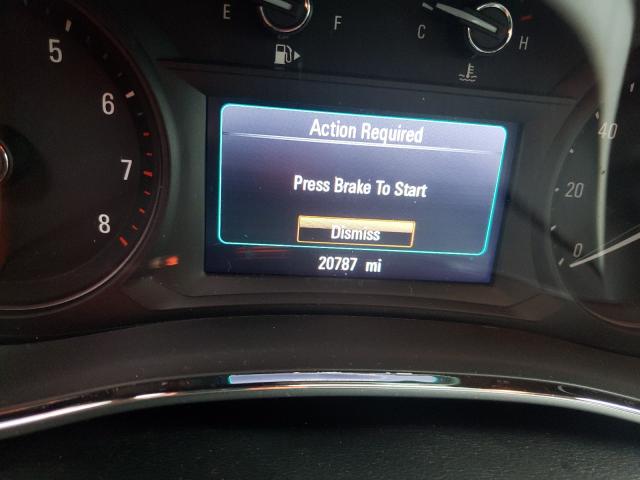 E F
C H
5
6
7
8
Action Required
Press Brake To Start
Dismiss
20787 mi
40
20
0